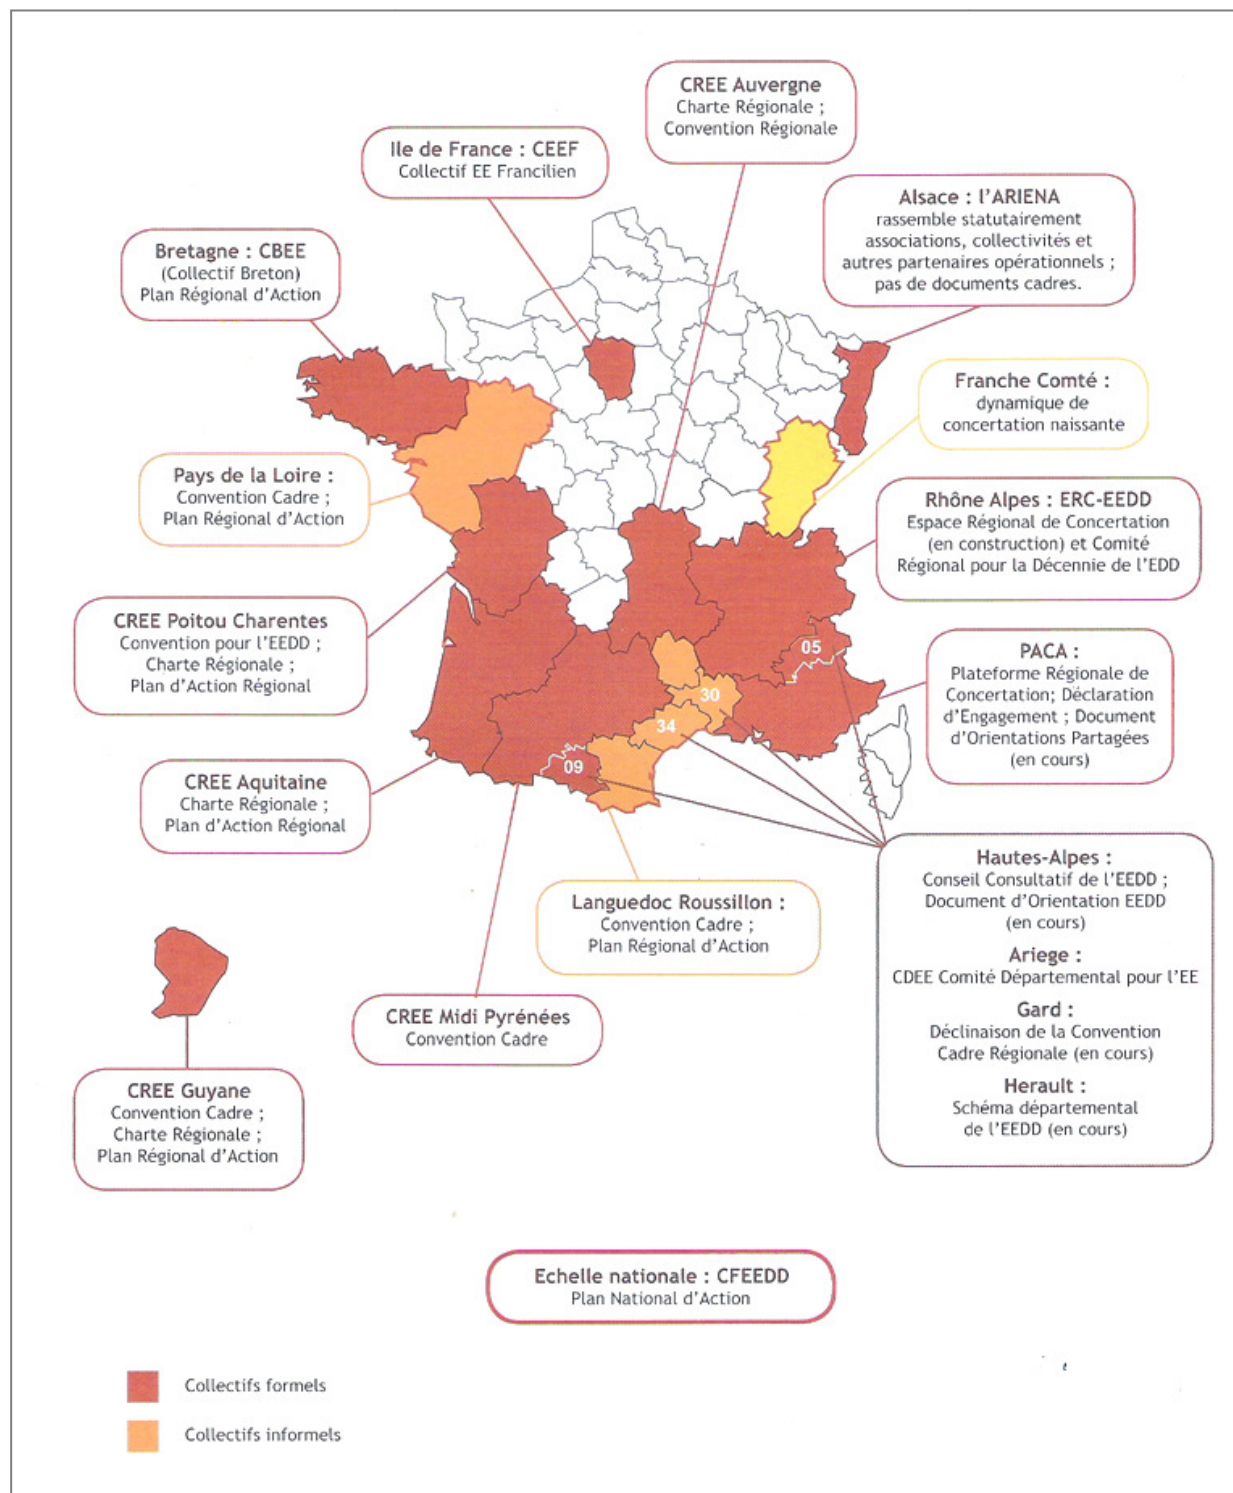 CREE Auvergne
Charte Régionale ;
Convention Régionale
Ile de France : CEEF
Collectif EE Francilien
Alsace : l'ARIENA
rassemble statutairement
associations, collectivités et
autres partenaires opérationnels ;
pas de documents cadres.
Bretagne : CBEE
(Collectif Breton)
Plan Régional d'Action
Franche Comté :
dynamique de
concertation naissante
Pays de la Loire :
Convention Cadre ;
Plan Régional d'Action
Rhône Alpes : ERC-EEDD
Espace Régional de Concertation
(en construction) et Comité
Régional pour la Décennie de l'EDD
CREE Poitou Charentes
Convention pour l'EEDD ;
Charte Régionale ;
Plan d'Action Régional
PACA :
Plateforme Régionale de
Concertation; Déclaration
d'Engagement ; Document
d'Orientations Partagées
(en cours)
05
30
34
09
CREE Aquitaine
Charte Régionale ;
Plan d'Action Régional
Hautes-Alpes :
Conseil Consultatif de l'EEDD ;
Document d'Orientation EEDD
(en cours)
Ariege :
CDEE Comité Départemental pour l'EE
Gard :
Déclinaison de la Convention
Cadre Régionale (en cours)
Herault :
Schéma départemental
de l'EEDD (en cours)
Languedoc Roussillon :
Convention Cadre ;
Plan Régional d'Action
CREE Midi Pyrénées
Convention Cadre
CREE Guyane
Convention Cadre ;
Charte Régionale ;
Plan Régional d'Action
Echelle nationale : CFEEDD
Plan National d'Action
Collectifs formels
Collectifs informels